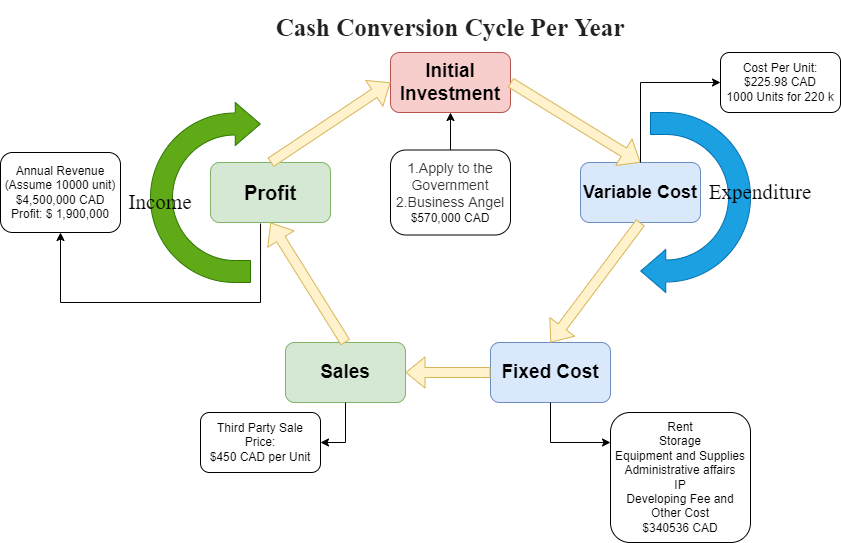 Cash Conversion Cycle Per Year
Initial
Investment
Cost Per Unit:
$225.98 CAD
1000 Units for 220 k
1.Apply to the
Government
2.Business Angel
$570,000 CAD
Annual Revenue
(Assume 10000 unit)
$4,500,000 CAD
Profit: $ 1,900,000
Income
Profit
Variable Cost
Expenditure
Sales
Fixed Cost
Third Party Sale
Price:
$450 CAD per Unit
Rent
Storage
Equipment and Supplies
Administrative affairs
IP
Developing Fee and
Other Cost
$340536 CAD